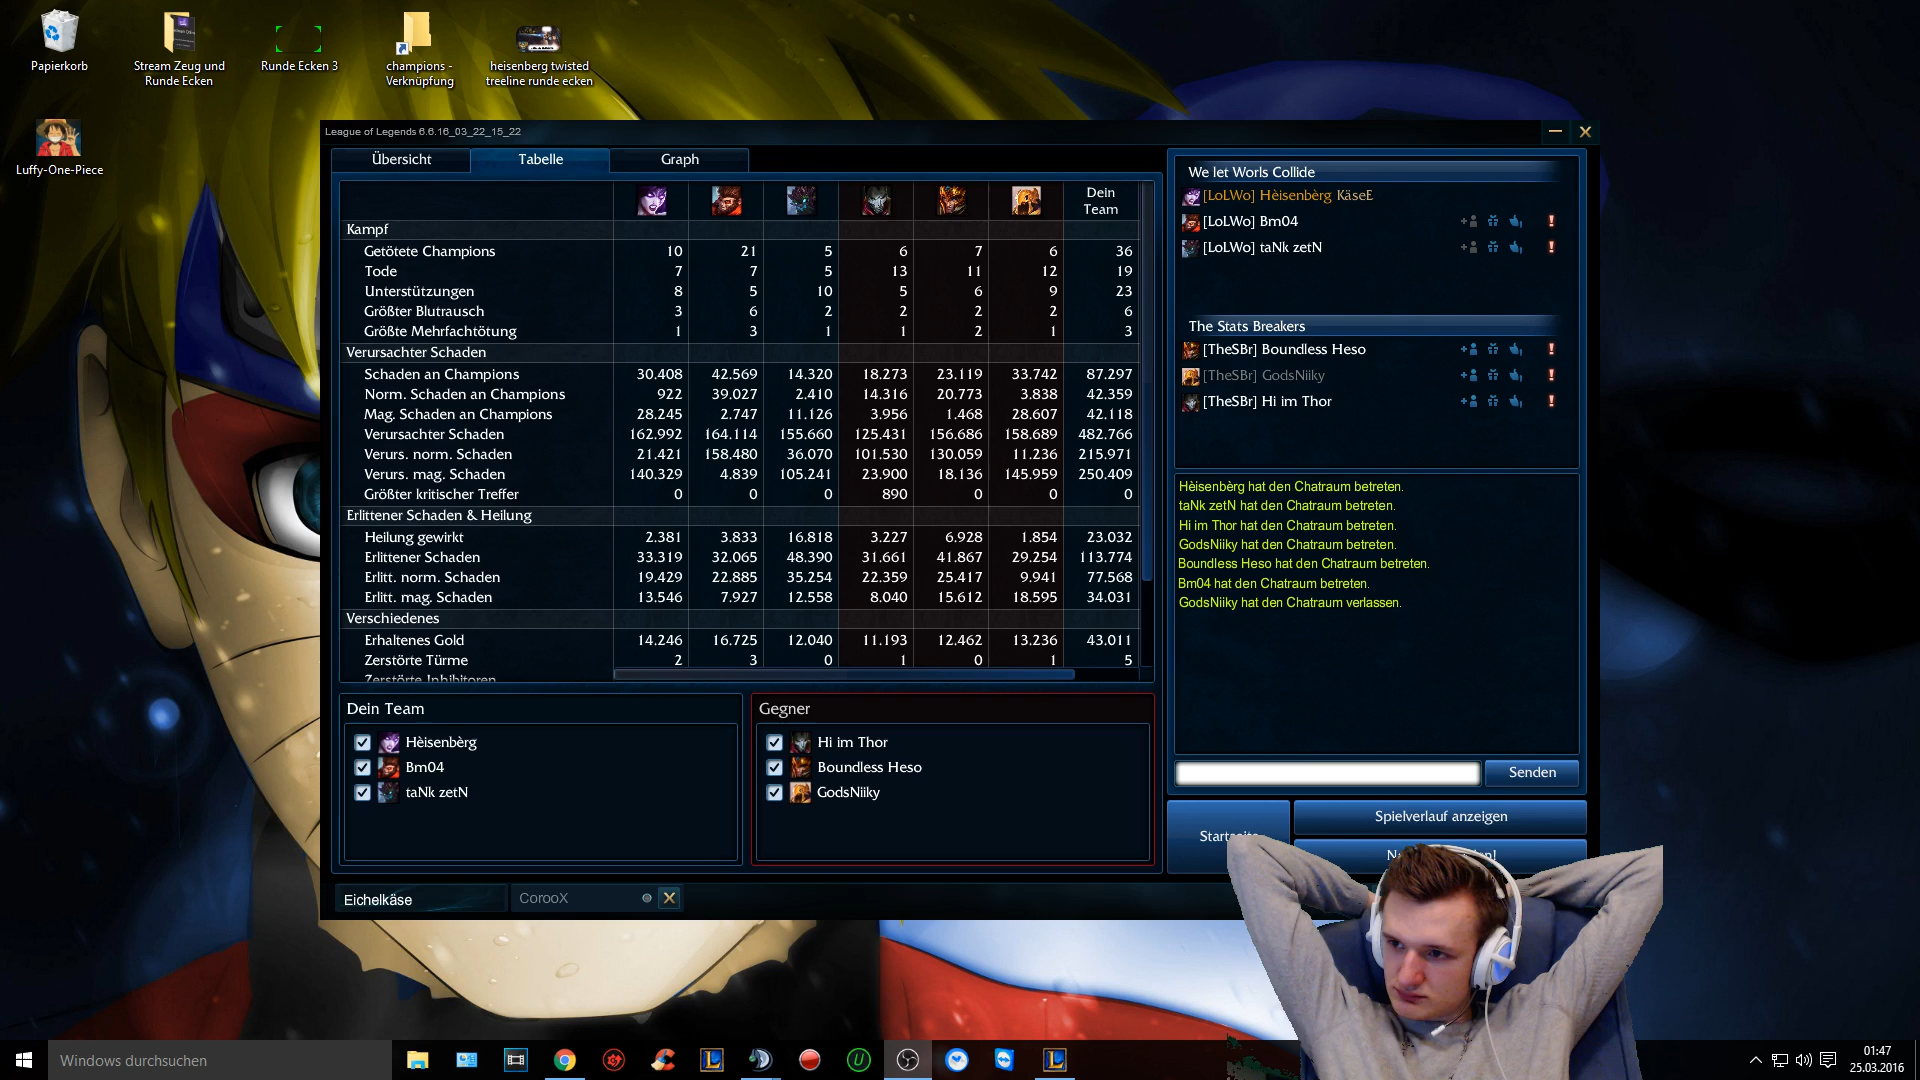 Papierkorb
Stream Zeug und
Runde Ecken
Runde Ecken 3
champions -
Verknüpfung
heisenberg twisted
treeline runde ecken
Luffy-One-Piece
League of Legends 6.6.16_03_22_15_22
Übersicht
Tabelle
Graph
Dein
Team
Kampf
Getötete Champions 10 21 5 6 7 6 36
Tode 7 7 5 13 11 12 19
Unterstützungen 8 5 10 5 6 9 23
Größter Blutrausch 3 6 2 2 2 2 6
Größte Mehrfachtötung 1 3 1 1 2 1 3
Verursachter Schaden
Schaden an Champions 30.408 42.569 14.320 18.273 23.119 33.742 87.297
Norm. Schaden an Champions 922 39.027 2.410 14.316 20.773 3.838 42.359
Mag. Schaden an Champions 28.245 2.747 11.126 3.956 1.468 28.607 42.118
Verursachter Schaden 162.992 164.114 155.660 125.431 156.686 158.689 482.766
Verurs. norm. Schaden 21.421 158.480 36.070 101.530 130.059 11.236 215.971
Verurs. mag. Schaden 140.329 4.839 105.241 23.900 18.136 145.959 250.409
Größter kritischer Treffer 0 0 0 890 0 0 0
Erlittener Schaden & Heilung
Heilung gewirkt 2.381 3.833 16.818 3.227 6.928 1.854 23.032
Erlittener Schaden 33.319 32.065 48.390 31.661 41.867 29.254 113.774
Erlitt. norm. Schaden 19.429 22.885 35.254 22.359 25.417 9.941 77.568
Erlitt. mag. Schaden 13.546 7.927 12.558 8.040 15.612 18.595 34.031
Verschiedenes
Erhaltenes Gold 14.246 16.725 12.040 11.193 12.462 13.236 43.011
Zerstörte Türme 2 3 0 1 0 1 5
Zerstörte Inhibitoren
Dein Team
Hèisenbèrg
Bm04
taNk zetN
Gegner
Hi im Thor
Boundless Heso
GodsNiiky
Eichelkäse
CorooX
We let Worls Collide
[LoLWo] Hèisenbèrg KäseE
[LoLWo] Bm04
[LoLWo] taNk zetN
The Stats Breakers
[TheSBr] Boundless Heso
[TheSBr] GodsNiiky
[TheSBr] Hi im Thor
Hèisenbèrg hat den Chatraum betreten.
taNk zetN hat den Chatraum betreten.
Hi im Thor hat den Chatraum betreten.
GodsNiiky hat den Chatraum betreten.
Boundless Heso hat den Chatraum betreten.
Bm04 hat den Chatraum betreten.
GodsNiiky hat den Chatraum verlassen.
Senden
Startseite
Spielverlauf anzeigen
Windows durchsuchen
01:47
25.03.2016